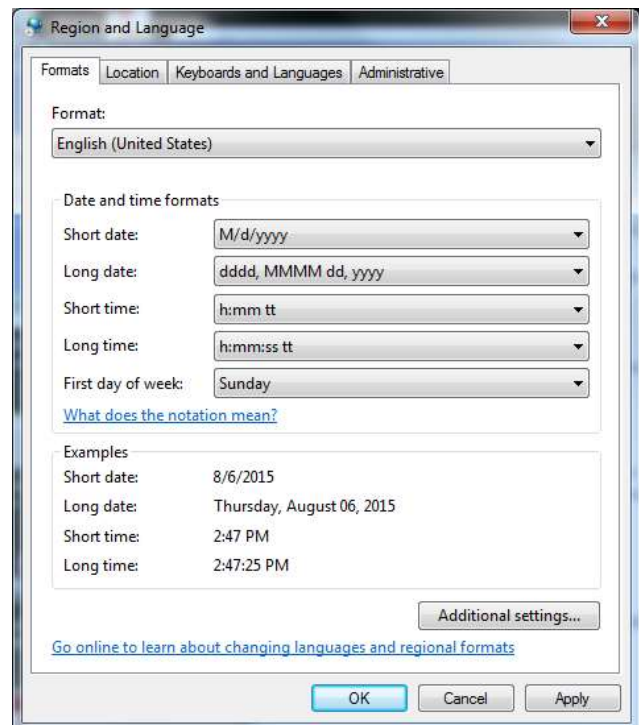 Region and Language
Formats Location Keyboards and Languages Administrative
Format:
English (United States)
Date and time formats
Short date: M/d/yyyy
Long date: dddd, MMMM dd, yyyy
Short time: h:mm tt
Long time: h:mm:ss tt
First day of week: Sunday
What does the notation mean?
Examples
Short date: 8/6/2015
Long date: Thursday, August 06, 2015
Short time: 2:47 PM
Long time: 2:47:25 PM
Additional settings...
Go online to learn about changing languages and regional formats
OK Cancel Apply